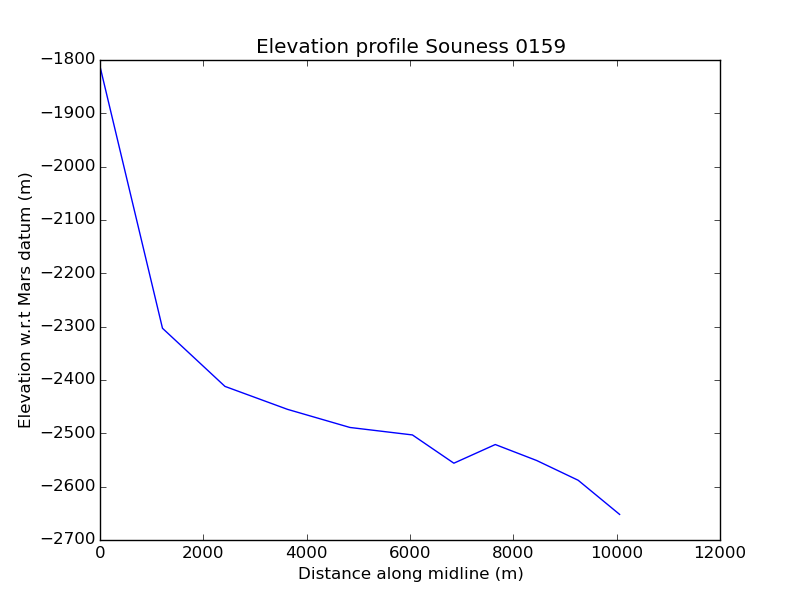 Elevation profile Souness 0159
−1800
−1900
−2000
−2100
−2200
−2300
−2400
−2500
−2600
−2700
Elevation w.r.t Mars datum (m)
0 2000 4000 6000 8000 10000 12000
Distance along midline (m)